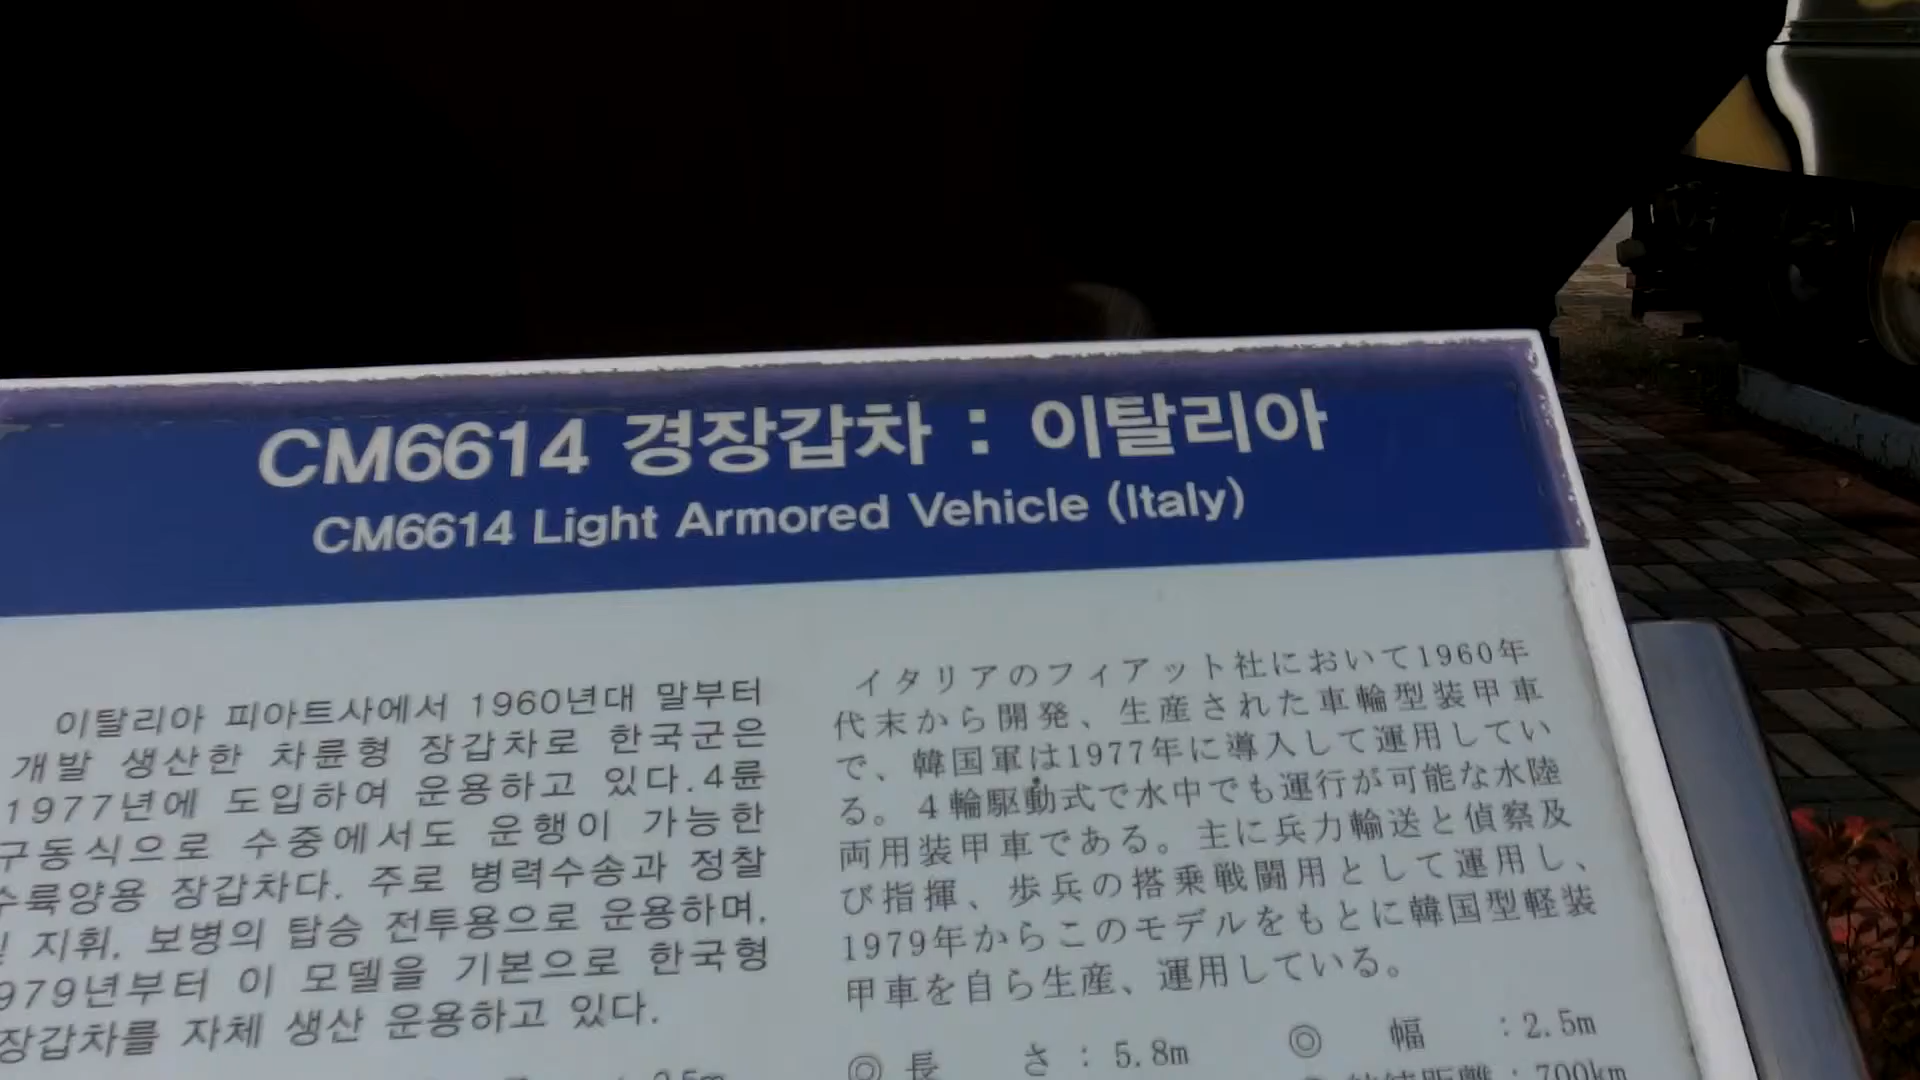 CM6614 경장갑차 : 이탈리아
CM6614 Light Armored Vehicle (Italy)
이탈리아 피아트사에서 1960년대 말부터
개발 생산한 차륜형 장갑차로 한국군은
1977년에 도입하여 운용하고 있다.4륜
구동식으로 수중에서도 운행이 가능한
수륙양용 장갑차다. 주로 병력수송과 정찰
지휘, 보병의 탑승 전투용으로 운용하며,
979년부터 이 모델을 기본으로 한국형
장갑차를 자체 생산 운용하고 있다.
イタリアのフィアット社において1960年
代末から開発、生産された車輪型装甲車
で、韓国軍は1977年に導入して運用してい
る。4輪駆動式で水中でも運行が可能な水陸
両用装甲車である。主に兵力輸送と偵察及
び指揮、歩兵の搭乗戦闘用として運用し、
1979年からこのモデルをもとに韓国型軽装
甲車を自ら生産、運用している。
◎ 長 さ : 5.8m
◎ 幅 : 2.5m
: 700km